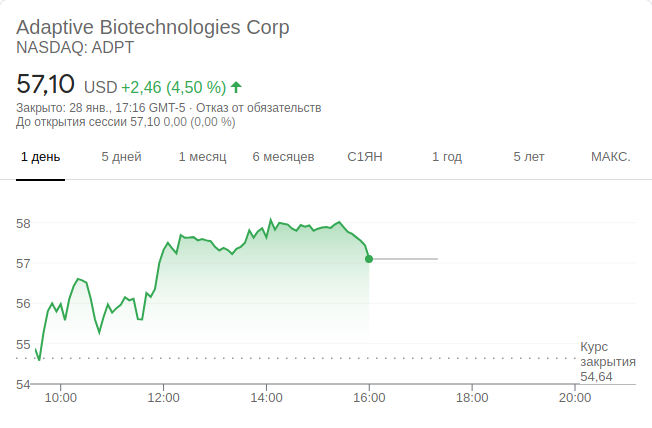 Adaptive Biotechnologies Corp
NASDAQ: ADPT
57,10 USD +2,46 (4,50 %)
Закрыто: 28 янв., 17:16 GMT-5 · Отказ от обязательств
До открытия сессии 57,10 0,00 (0,00 %)
1 день 5 дней 1 месяц 6 месяцев С1ЯН 1 год 5 лет МАКС.
58
57
56
55
Курс
закрытия
54,64
54
10:00 12:00 14:00 16:00 18:00 20:00